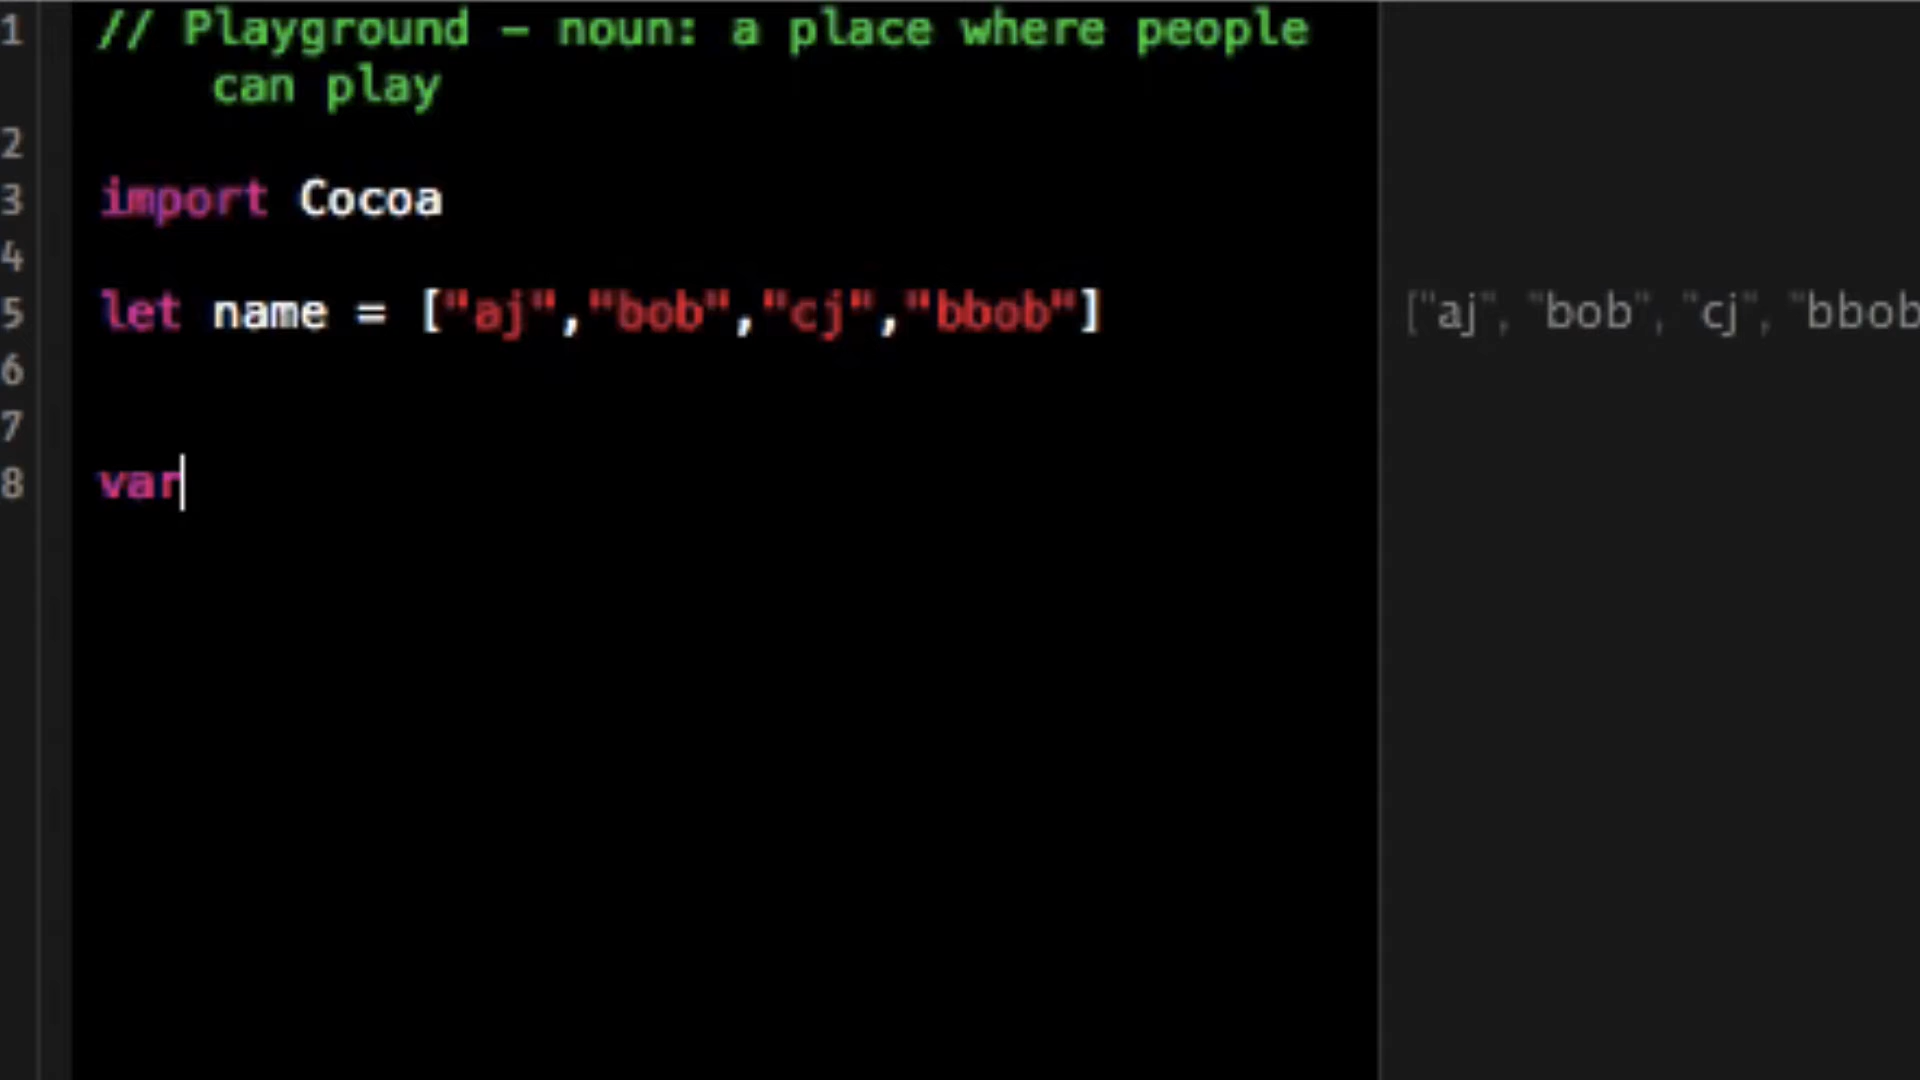 1 // Playground – noun: a place where people
can play
2
3 import Cocoa
4
5 let name = ["aj","bob","cj","bbob"] ["aj", "bob", "cj", "bbob
6
7
8 var